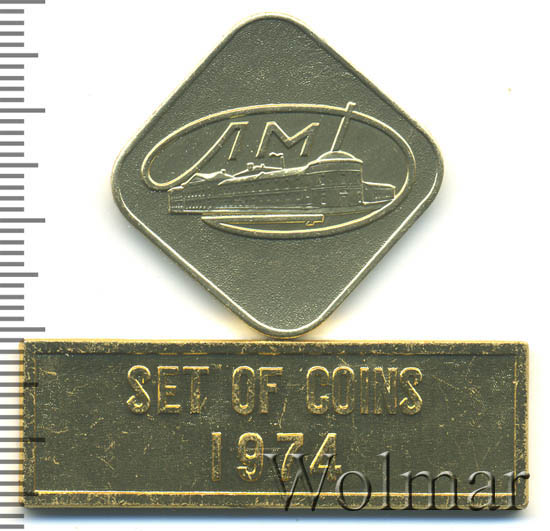 ЛМД
SET OF COINS
1974
Wolmar